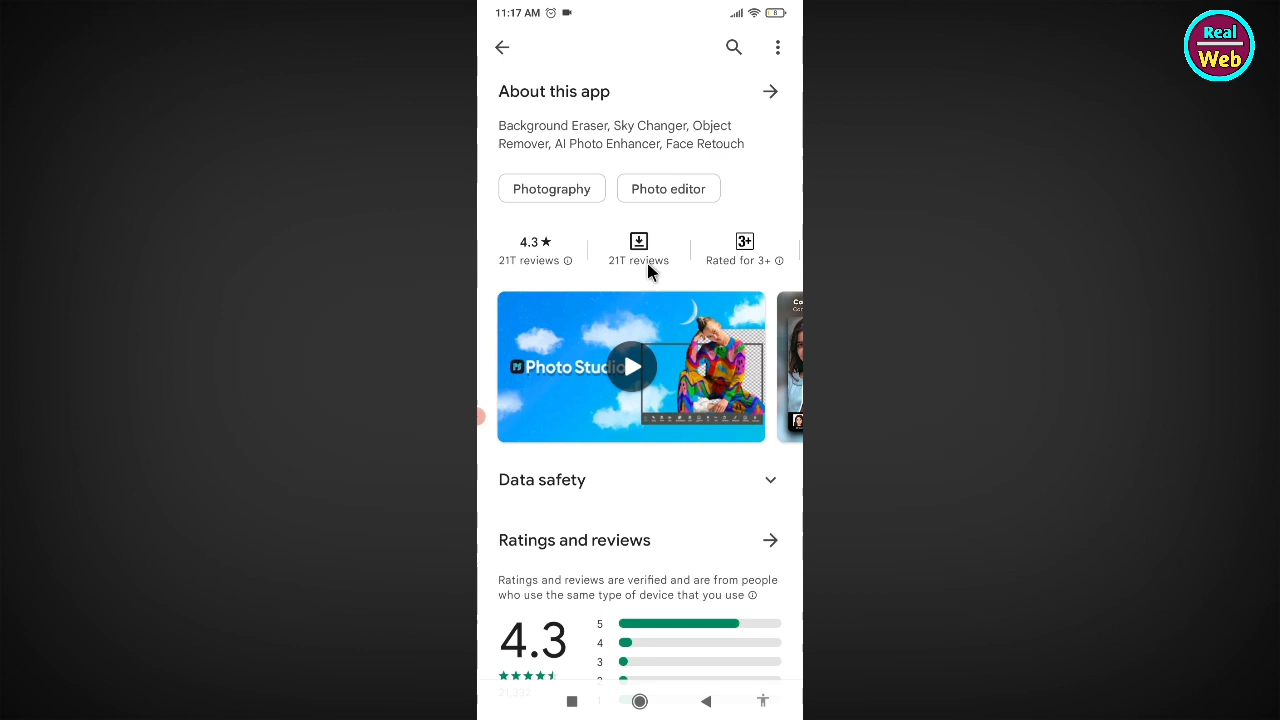 11:17 AM
8
Real
Web
About this app
Background Eraser, Sky Changer, Object
Remover, AI Photo Enhancer, Face Retouch
Photography
Photo editor
4.3★
21T reviews
21T reviews
3+
Rated for 3+
Photo Studio
Co
Data safety
Ratings and reviews
Ratings and reviews are verified and are from people
who use the same type of device that you use
4.3
5
4
3
2